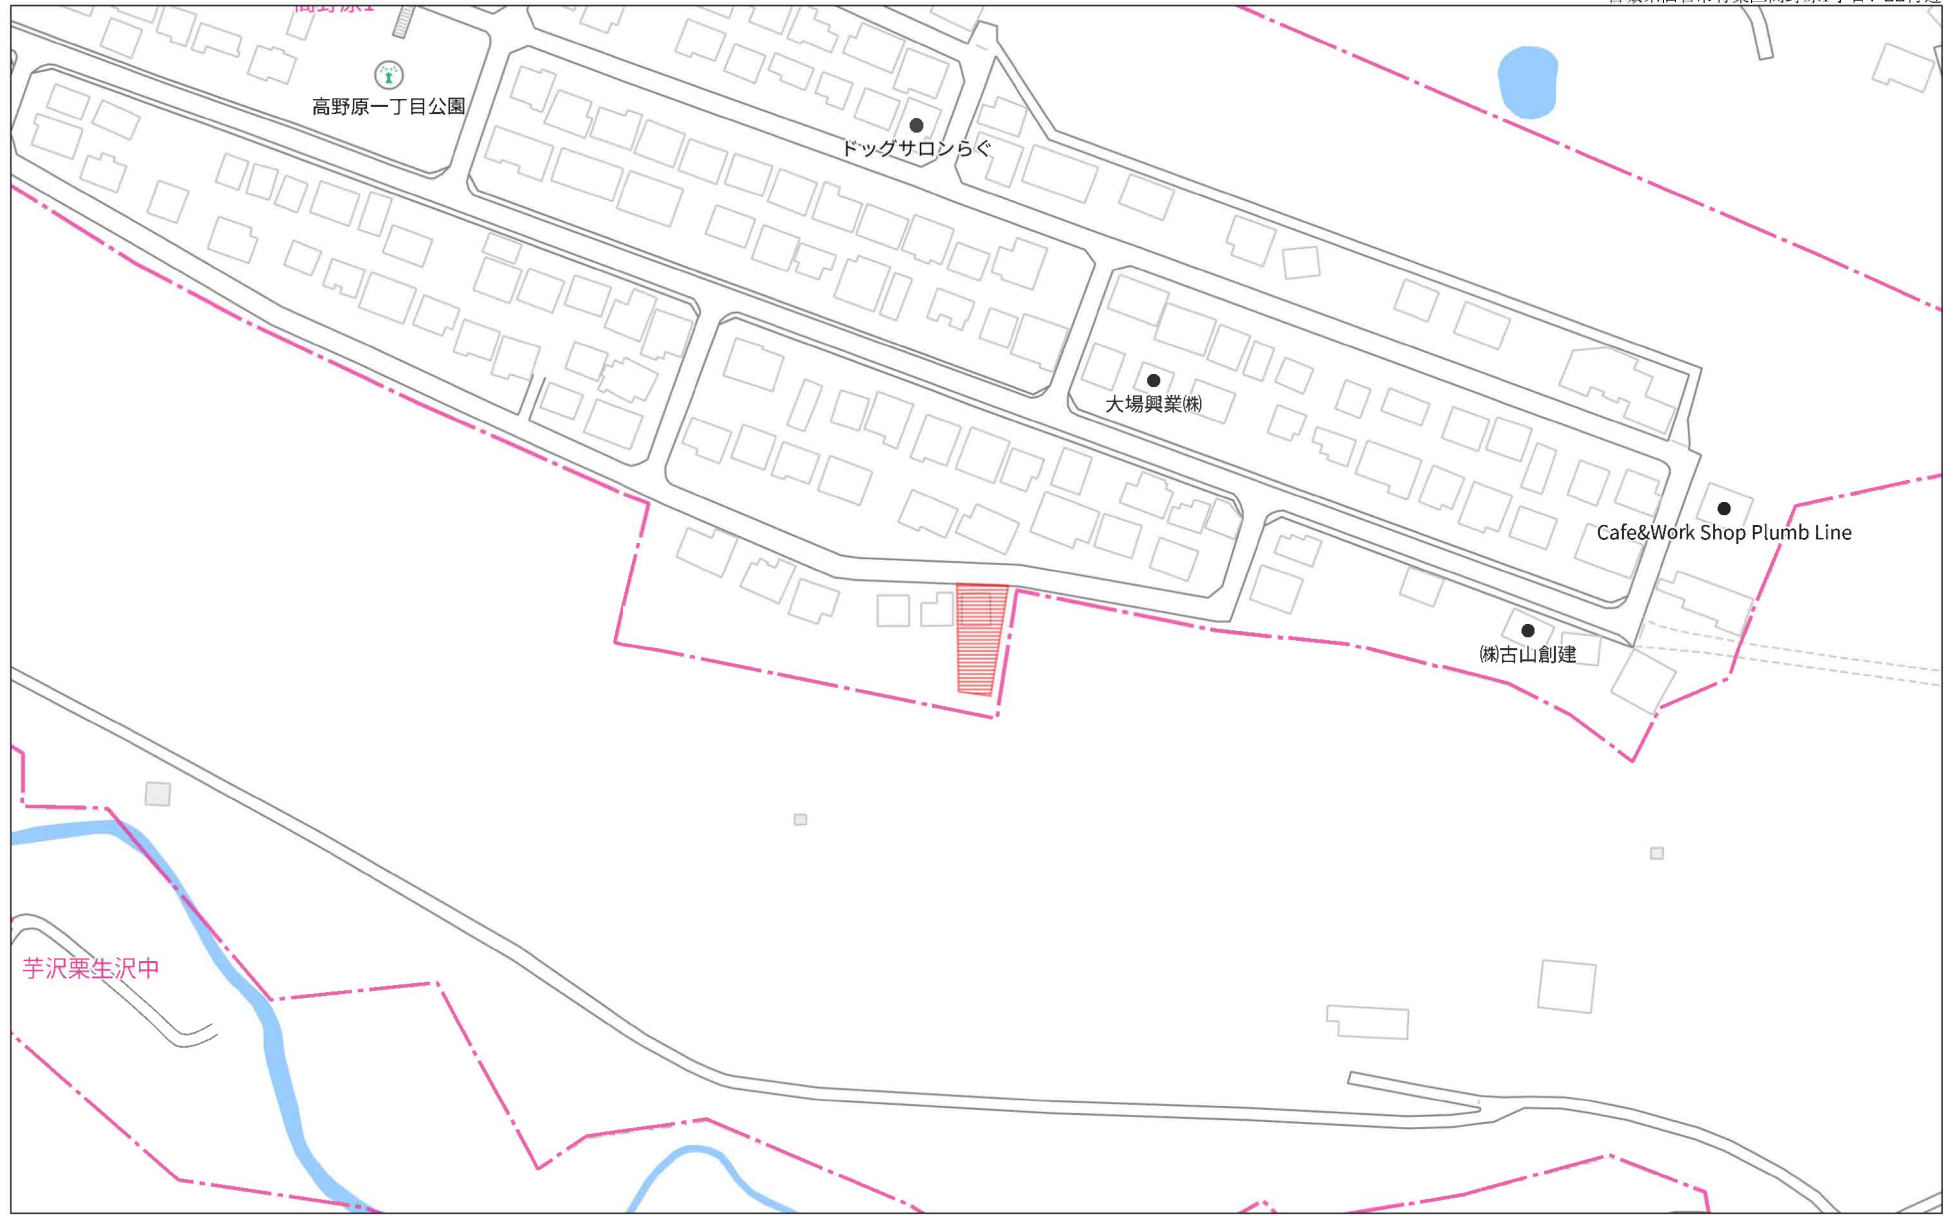 高野原一丁目公園
ドッグサロンらぐ
大場興業㈱
Cafe&Work Shop Plumb Line
㈱古山創建
芋沢栗生沢中